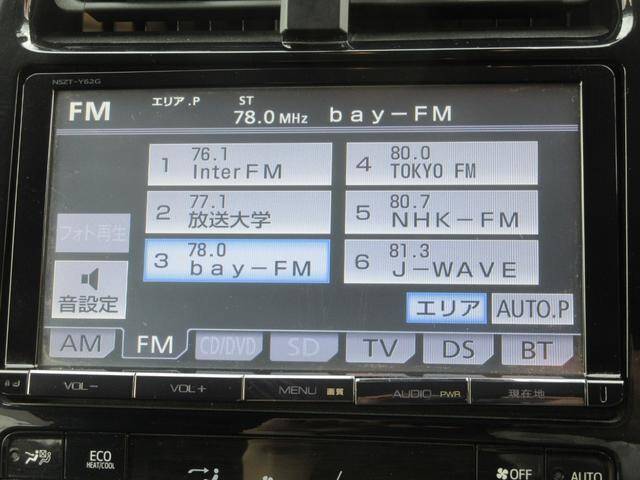 NSZT-Y62G
FM エリア.P ST 78.0 MHz bay-FM
1 76.1 InterFM
2 77.1 放送大学
3 78.0 bay-FM
4 80.0 TOKYO FM
5 80.7 NHK-FM
6 81.3 J-WAVE
フォト再生
音設定
エリア AUTO.P
AM FM CD/DVD SD TV DS BT
VOL- VOL+ MENU 画質 AUDIO PWR 現在地
ECO HEAT/COOL OFF AUTO